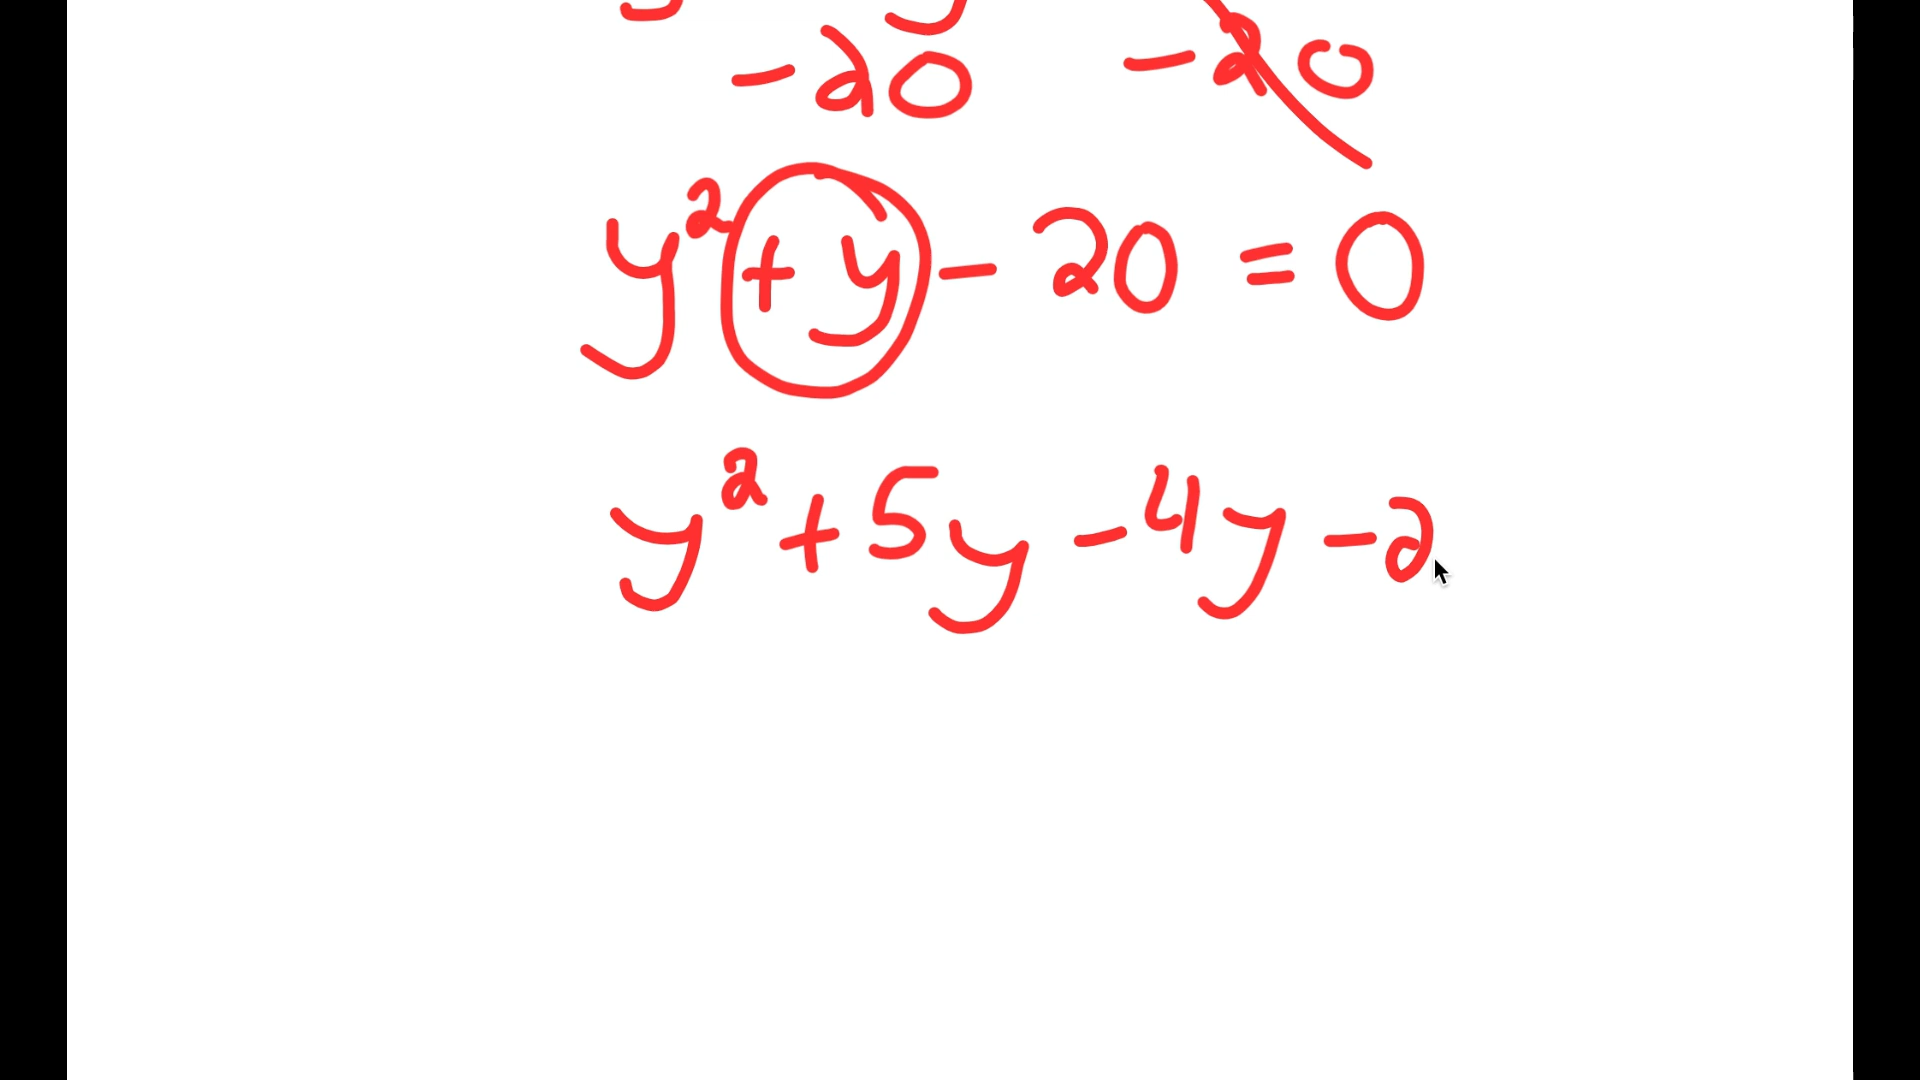 -20 -20
y² + y - 20 = 0
y² + 5y - 4y - 2